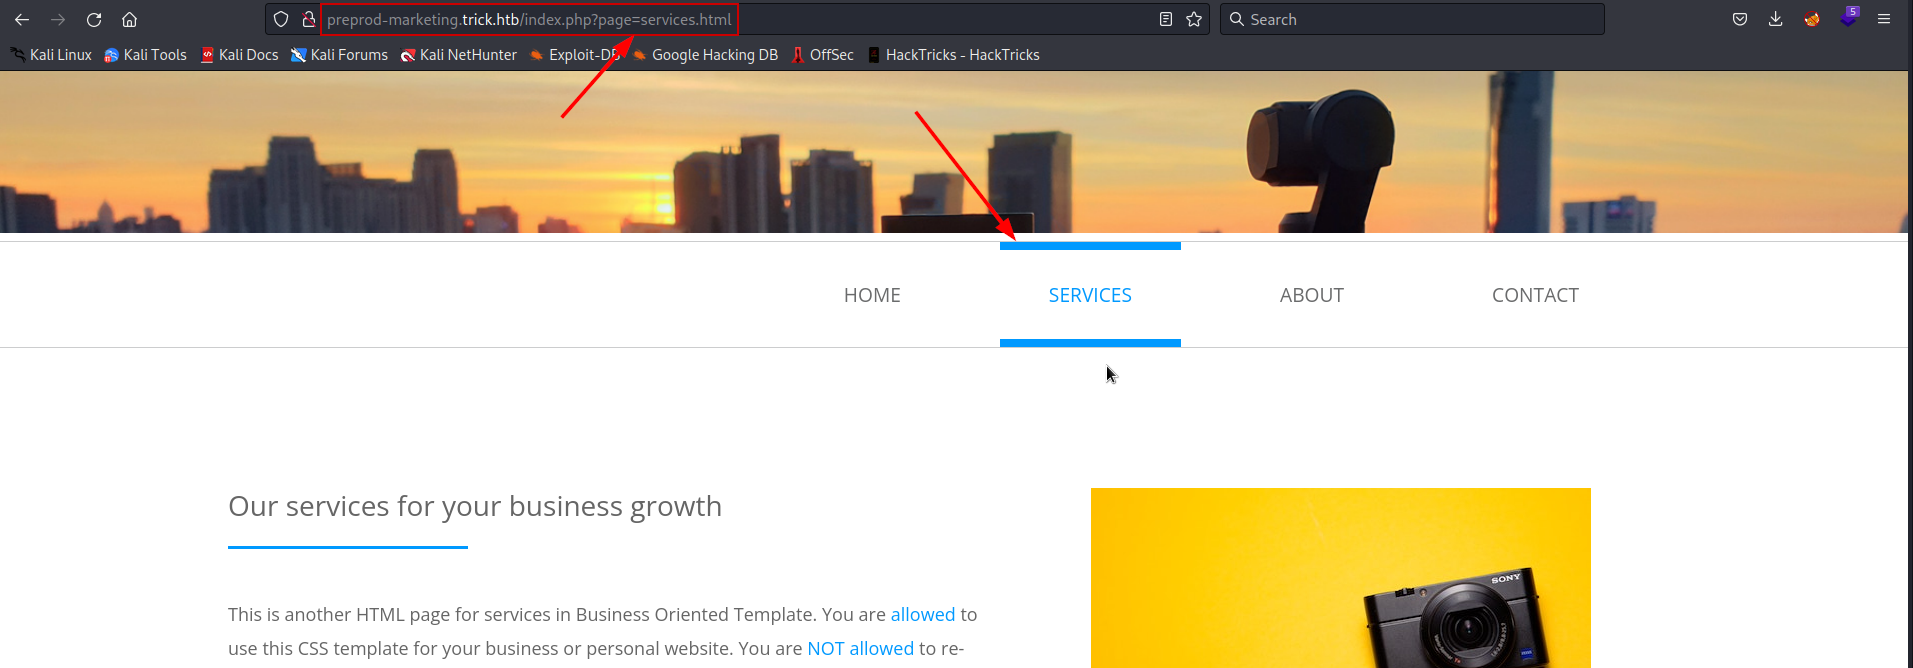 preprod-marketing.trick.htb/index.php?page=services.html
Search
5
Kali Linux Kali Tools Kali Docs Kali Forums Kali NetHunter Exploit-DB Google Hacking DB OffSec HackTricks - HackTricks
HOME SERVICES ABOUT CONTACT
Our services for your business growth
SONY
This is another HTML page for services in Business Oriented Template. You are allowed to
use this CSS template for your business or personal website. You are NOT allowed to re-